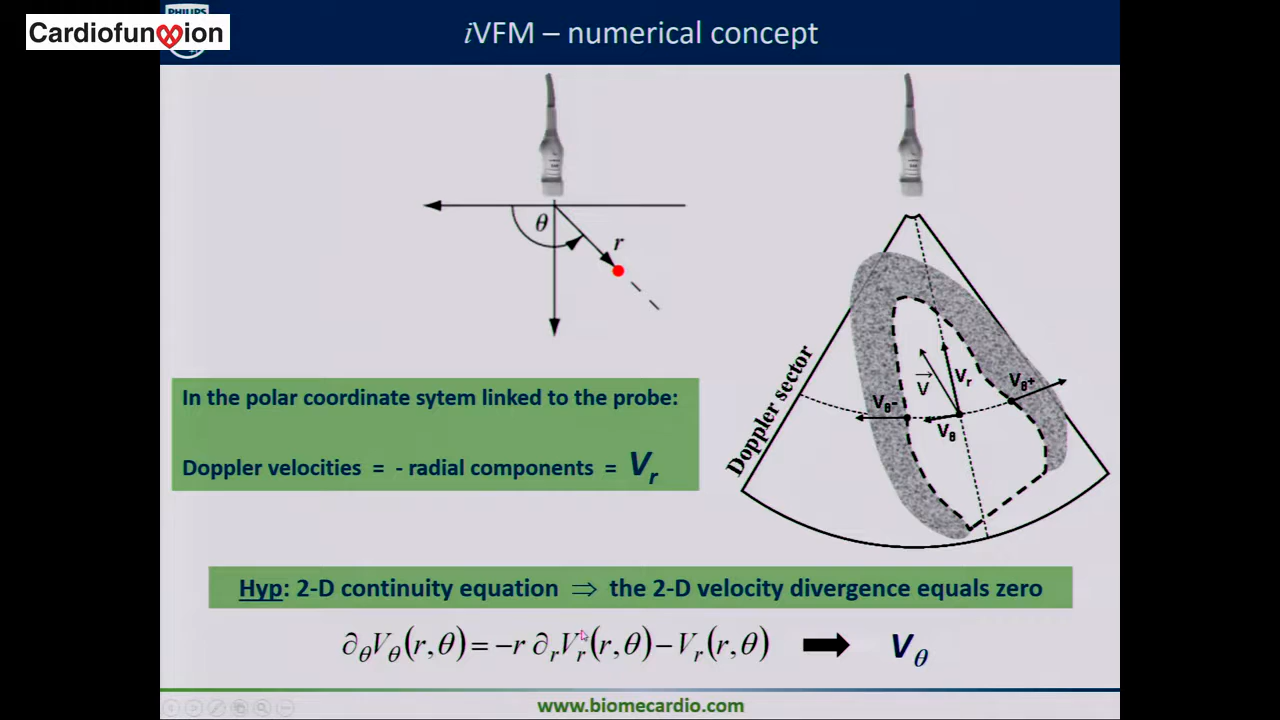 PHILIPS
Cardiofunxion
iVFM – numerical concept
θ
r
In the polar coordinate sytem linked to the probe:
Doppler velocities = - radial components = Vr
Doppler sector
V
Vr
Vθ+
Vθ-
Vθ
Hyp: 2-D continuity equation ⇒ the 2-D velocity divergence equals zero
∂θVθ(r,θ) = −r ∂rVr(r,θ) − Vr(r,θ) Vθ
www.biomecardio.com